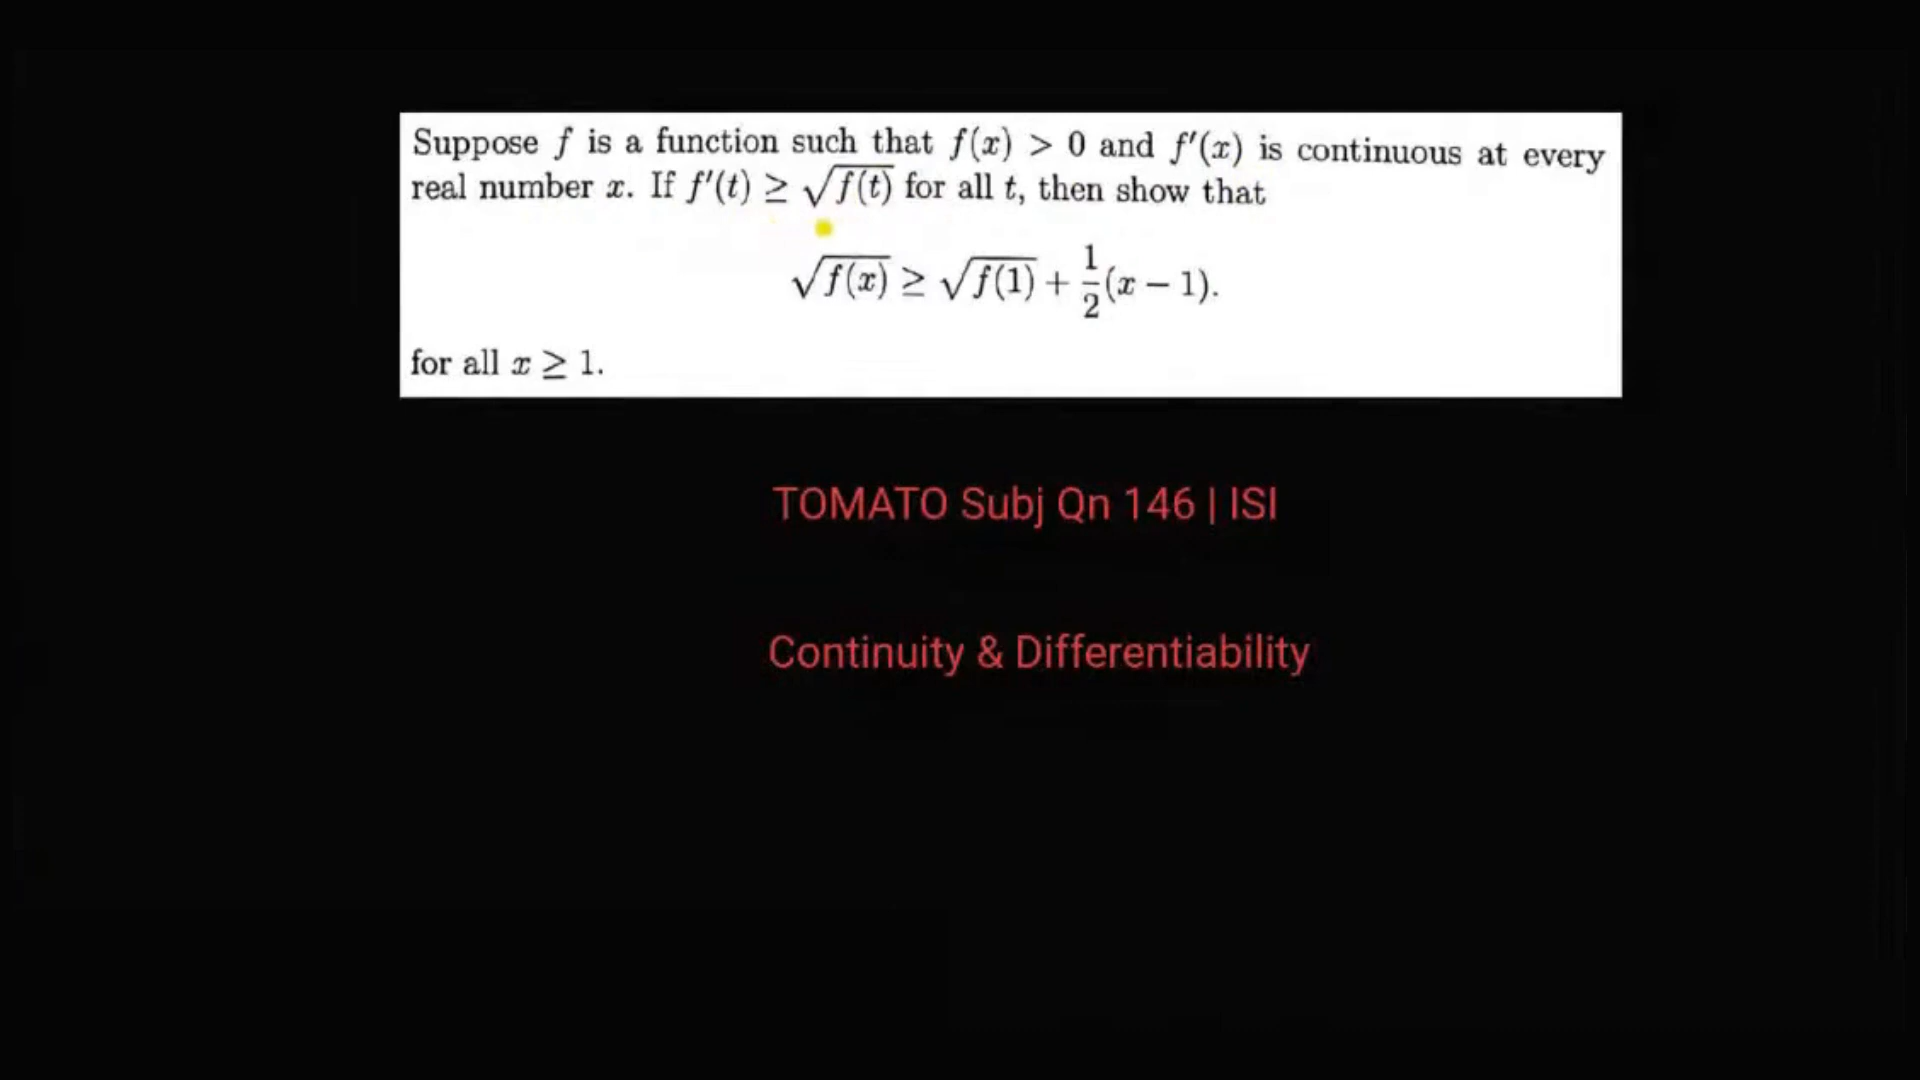 Suppose f is a function such that f(x) > 0 and f′(x) is continuous at every
real number x. If f′(t) ≥ √f(t) for all t, then show that
√f(x) ≥ √f(1) + 1/2 (x − 1).
for all x ≥ 1.
TOMATO Subj Qn 146 | ISI
Continuity & Differentiability